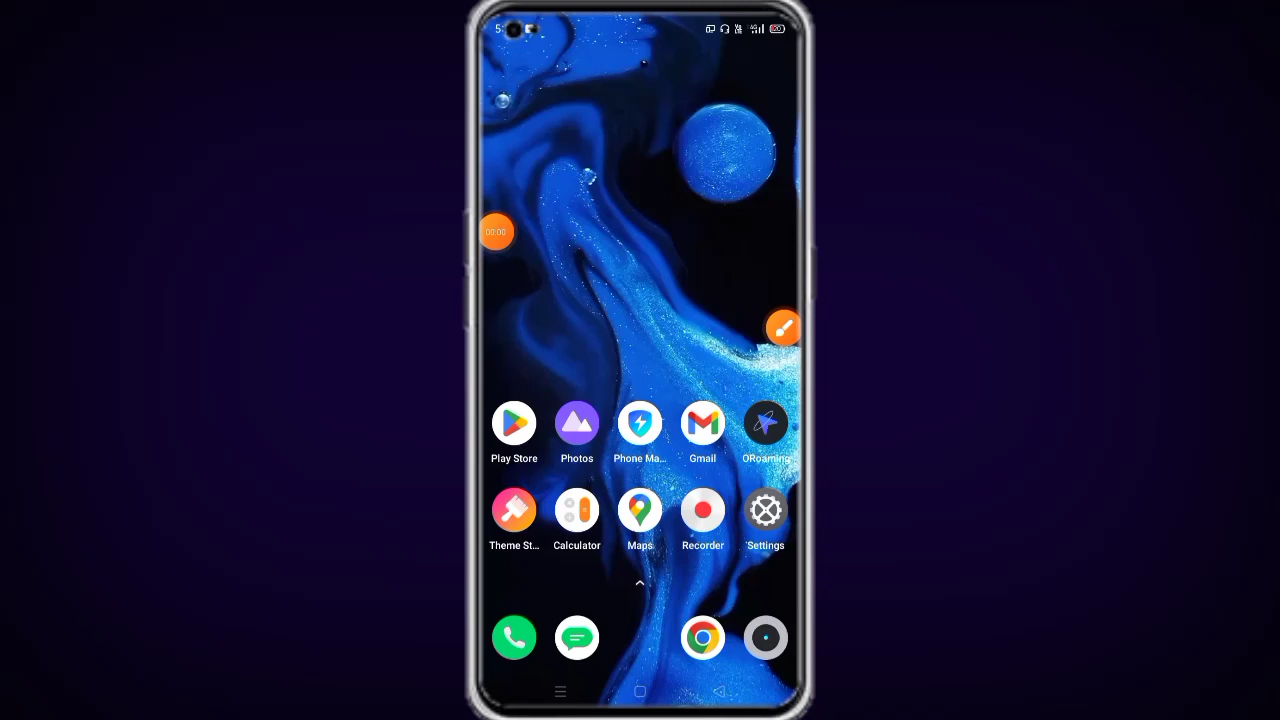 00:00
Play Store Photos Phone Ma... Gmail ORoaming
Theme St... Calculator Maps Recorder Settings